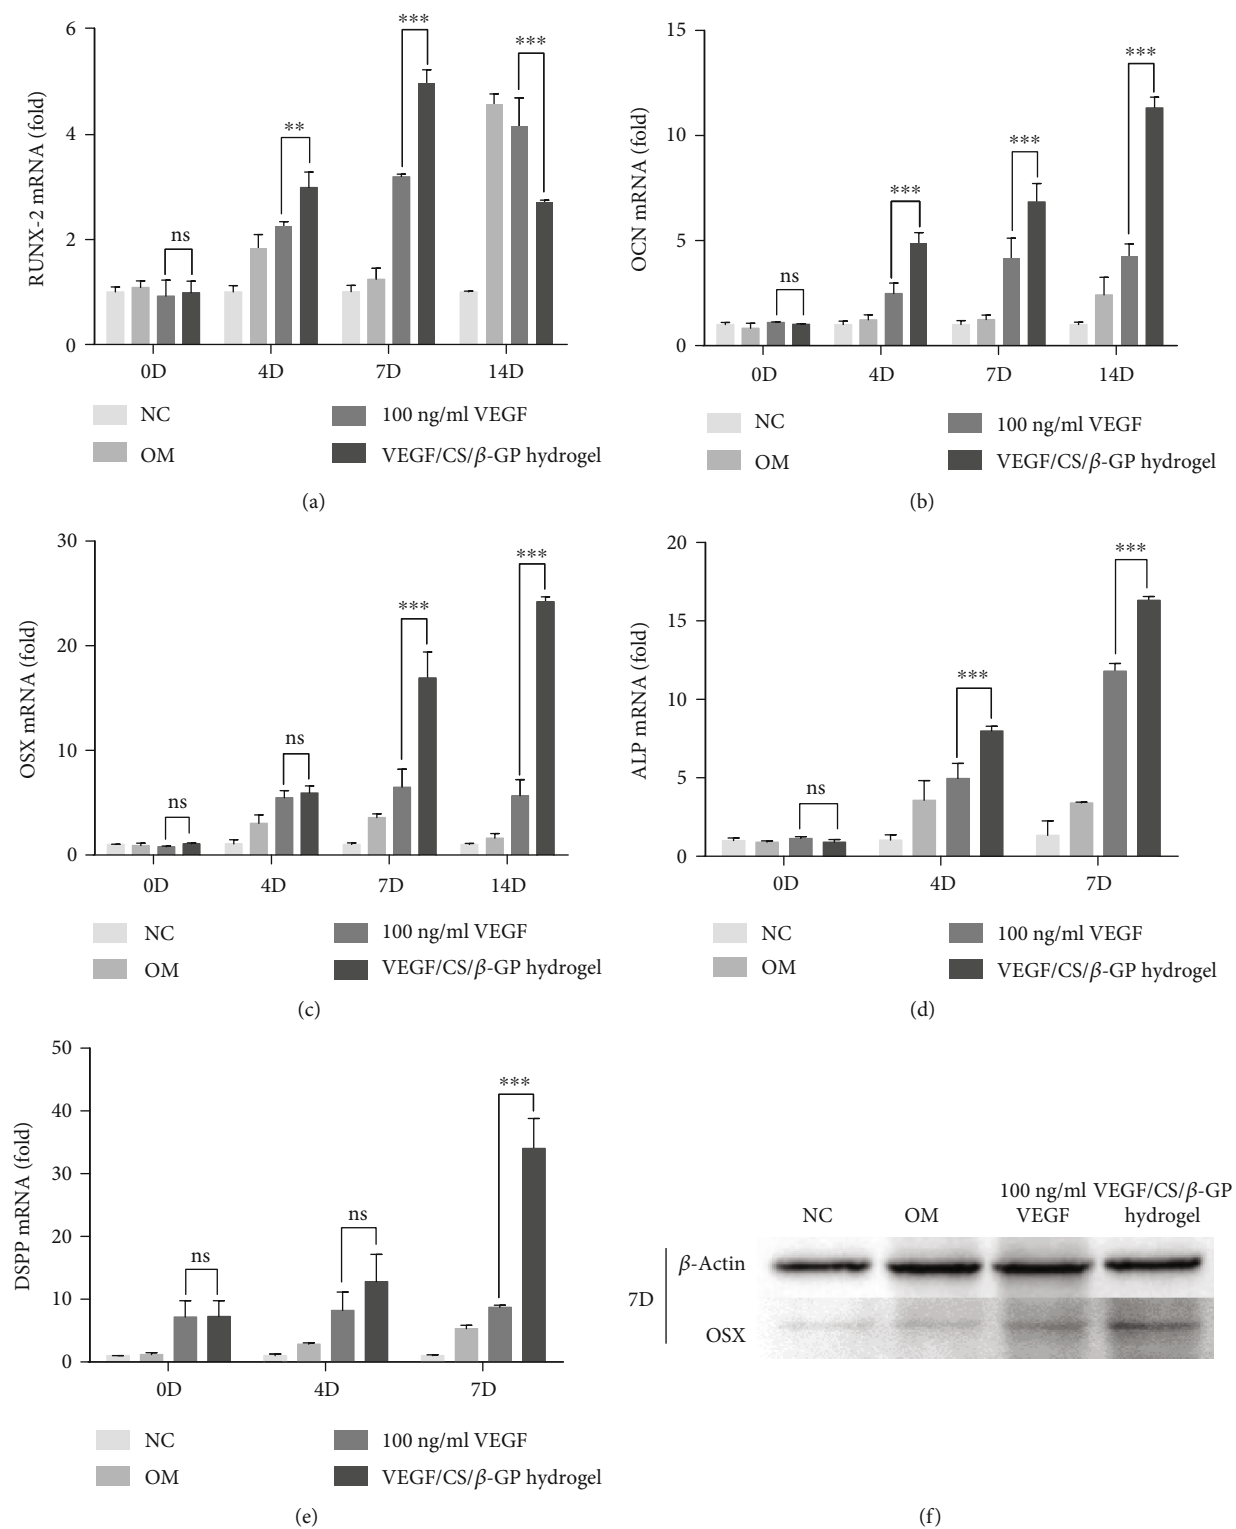 6
4
2
0
RUNX-2 mRNA (fold)
ns
**
***
***
0D 4D 7D 14D
NC
OM
100 ng/ml VEGF
VEGF/CS/β-GP hydrogel
(a)
15
10
5
0
OCN mRNA (fold)
ns
***
***
***
0D 4D 7D 14D
NC
OM
100 ng/ml VEGF
VEGF/CS/β-GP hydrogel
(b)
30
20
10
0
OSX mRNA (fold)
ns
ns
***
***
0D 4D 7D 14D
NC
OM
100 ng/ml VEGF
VEGF/CS/β-GP hydrogel
(c)
20
15
10
5
0
ALP mRNA (fold)
ns
***
***
0D 4D 7D
NC
OM
100 ng/ml VEGF
VEGF/CS/β-GP hydrogel
(d)
50
40
30
20
10
0
DSPP mRNA (fold)
ns
ns
***
0D 4D 7D
NC
OM
100 ng/ml VEGF
VEGF/CS/β-GP hydrogel
(e)
NC
OM
100 ng/ml
VEGF
VEGF/CS/β-GP
hydrogel
7D
β-Actin
OSX
(f)